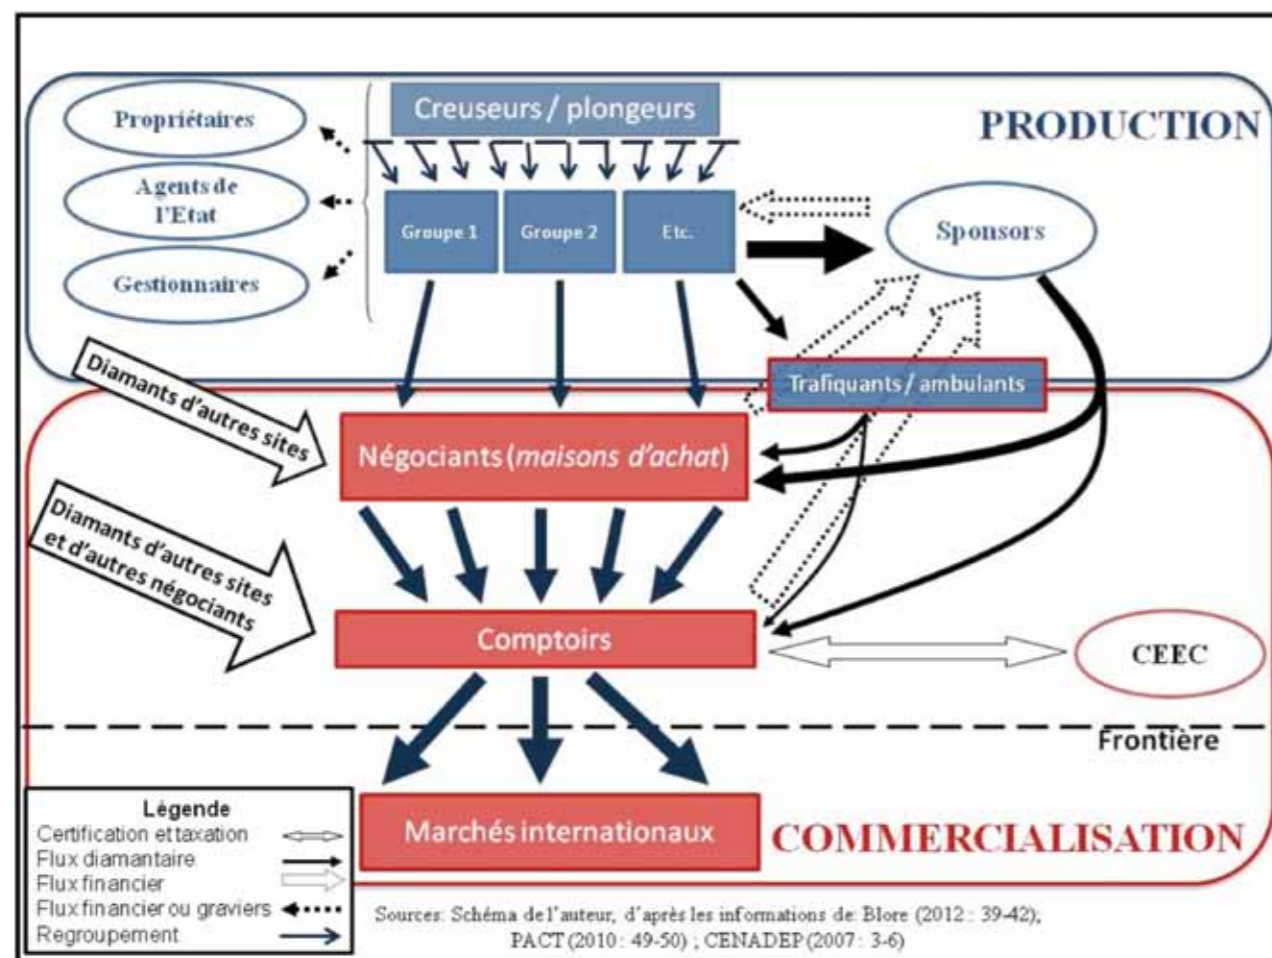 PRODUCTION
Propriétaires
Agents de
l'Etat
Gestionnaires
Creuseurs / plongeurs
Groupe 1
Groupe 2
Etc.
Sponsors
Trafiquants / ambulants
Diamants d'autres sites
Négociants (maisons d'achat)
Diamants d'autres sites
et d'autres négociants
Comptoirs
CEEC
Frontière
Marchés internationaux
COMMERCIALISATION
Légende
Certification et taxation
Flux diamantaire
Flux financier
Flux financier ou graviers
Regroupement
Sources: Schéma de l'auteur, d'après les informations de: Blore (2012 : 39-42);
PACT (2010 : 49-50) ; CENADEP (2007 : 3-6)